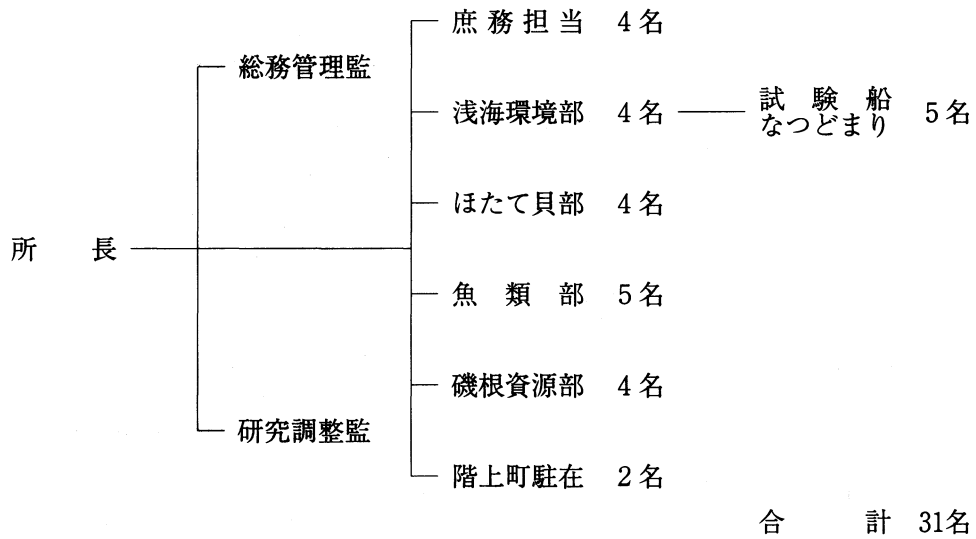 庶務担当 4名
総務管理監
浅海環境部 4名
試験船
なつどまり 5名
ほたて貝部 4名
所長
魚類部 5名
磯根資源部 4名
研究調整監
階上町駐在 2名
合計 31名